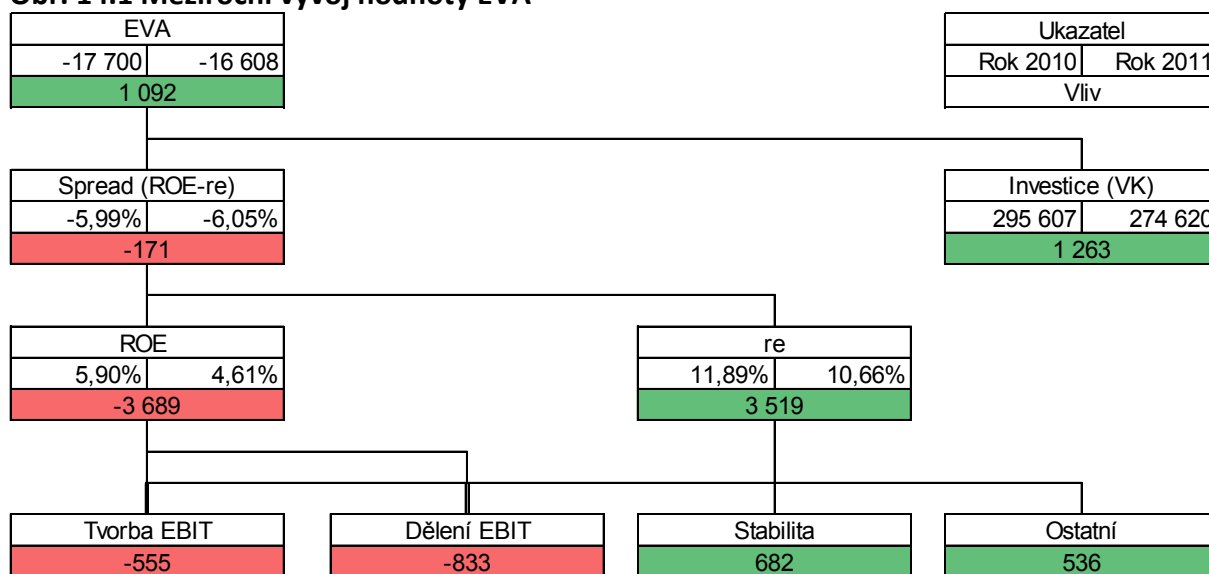 Obr. 14.1 Meziroční vývoj hodnoty EVA
EVA
-17 700 -16 608
1 092
Ukazatel
Rok 2010 Rok 2011
Vliv
Spread (ROE-re)
-5,99% -6,05%
-171
Investice (VK)
295 607 274 620
1 263
ROE
5,90% 4,61%
-3 689
re
11,89% 10,66%
3 519
Tvorba EBIT
-555
Dělení EBIT
-833
Stabilita
682
Ostatní
536